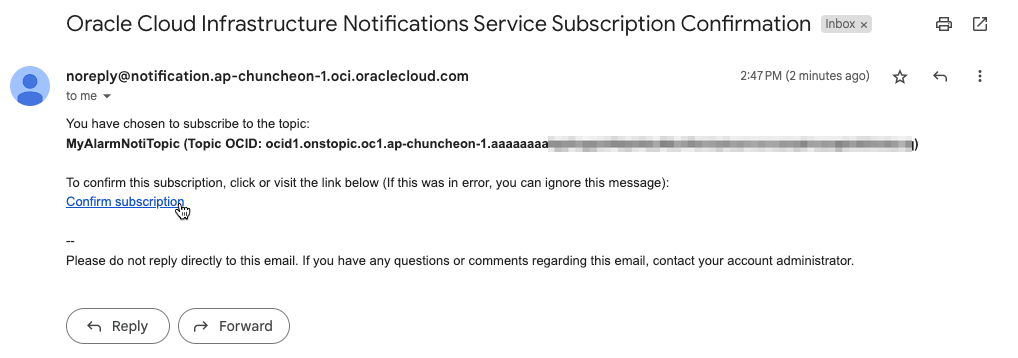 Oracle Cloud Infrastructure Notifications Service Subscription Confirmation Inbox ×
noreply@notification.ap-chuncheon-1.oci.oraclecloud.com 2:47 PM (2 minutes ago)
to me
You have chosen to subscribe to the topic:
MyAlarmNotiTopic (Topic OCID: ocid1.onstopic.oc1.ap-chuncheon-1.aaaaaaaa )
To confirm this subscription, click or visit the link below (If this was in error, you can ignore this message):
Confirm subscription
--
Please do not reply directly to this email. If you have any questions or comments regarding this email, contact your account administrator.
Reply Forward